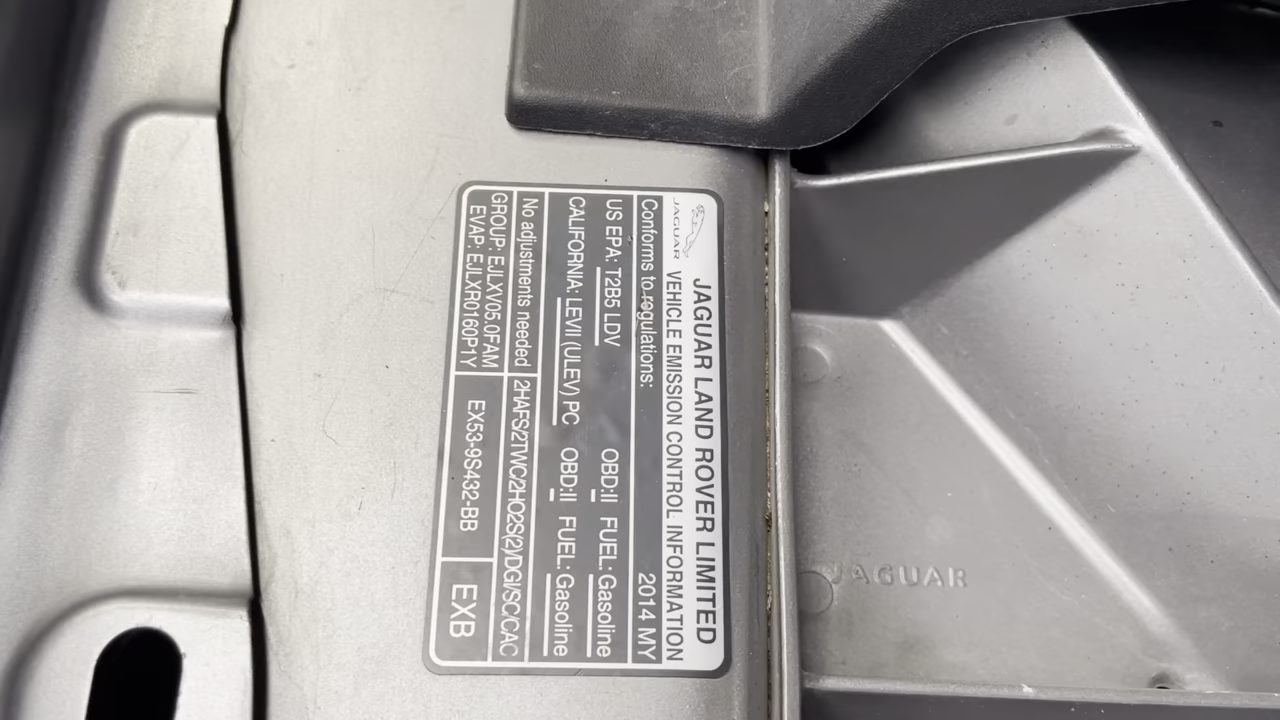 JAGUAR
JAGUAR LAND ROVER LIMITED
VEHICLE EMISSION CONTROL INFORMATION
Conforms to regulations: 2014 MY
US EPA: T2B5 LDV OBD:II FUEL: Gasoline
CALIFORNIA: LEVII (ULEV) PC OBD:II FUEL: Gasoline
No adjustments needed 2HAFS/2TWC/2HO2S(2)/DGI/SC/CAC
GROUP: EJLXV05.0FAM
EVAP: EJLXR0160P1Y
EX53-9S432-BB
EXB
JAGUAR